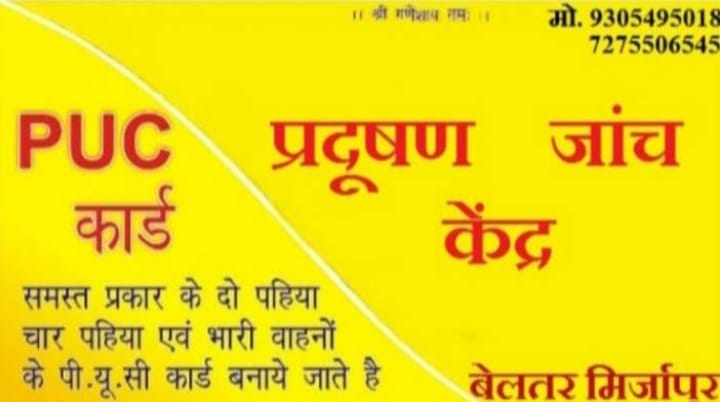 ।। श्री गणेशाय नमः ।।
मो. 9305495018
7275506545
PUC
कार्ड
प्रदूषण जांच
केंद्र
समस्त प्रकार के दो पहिया
चार पहिया एवं भारी वाहनों
के पी.यू.सी कार्ड बनाये जाते है
बेलतर मिर्जापुर